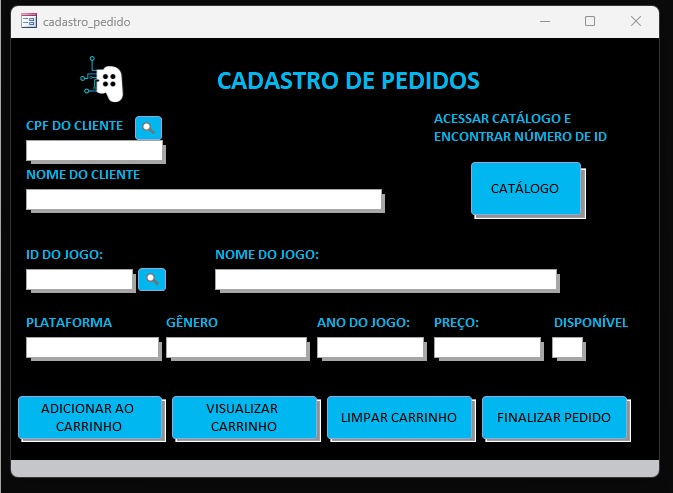 cadastro_pedido
CADASTRO DE PEDIDOS
CPF DO CLIENTE
ACESSAR CATÁLOGO E
ENCONTRAR NÚMERO DE ID
NOME DO CLIENTE
CATÁLOGO
ID DO JOGO:
NOME DO JOGO:
PLATAFORMA
GÊNERO
ANO DO JOGO:
PREÇO:
DISPONÍVEL
ADICIONAR AO
CARRINHO
VISUALIZAR
CARRINHO
LIMPAR CARRINHO
FINALIZAR PEDIDO